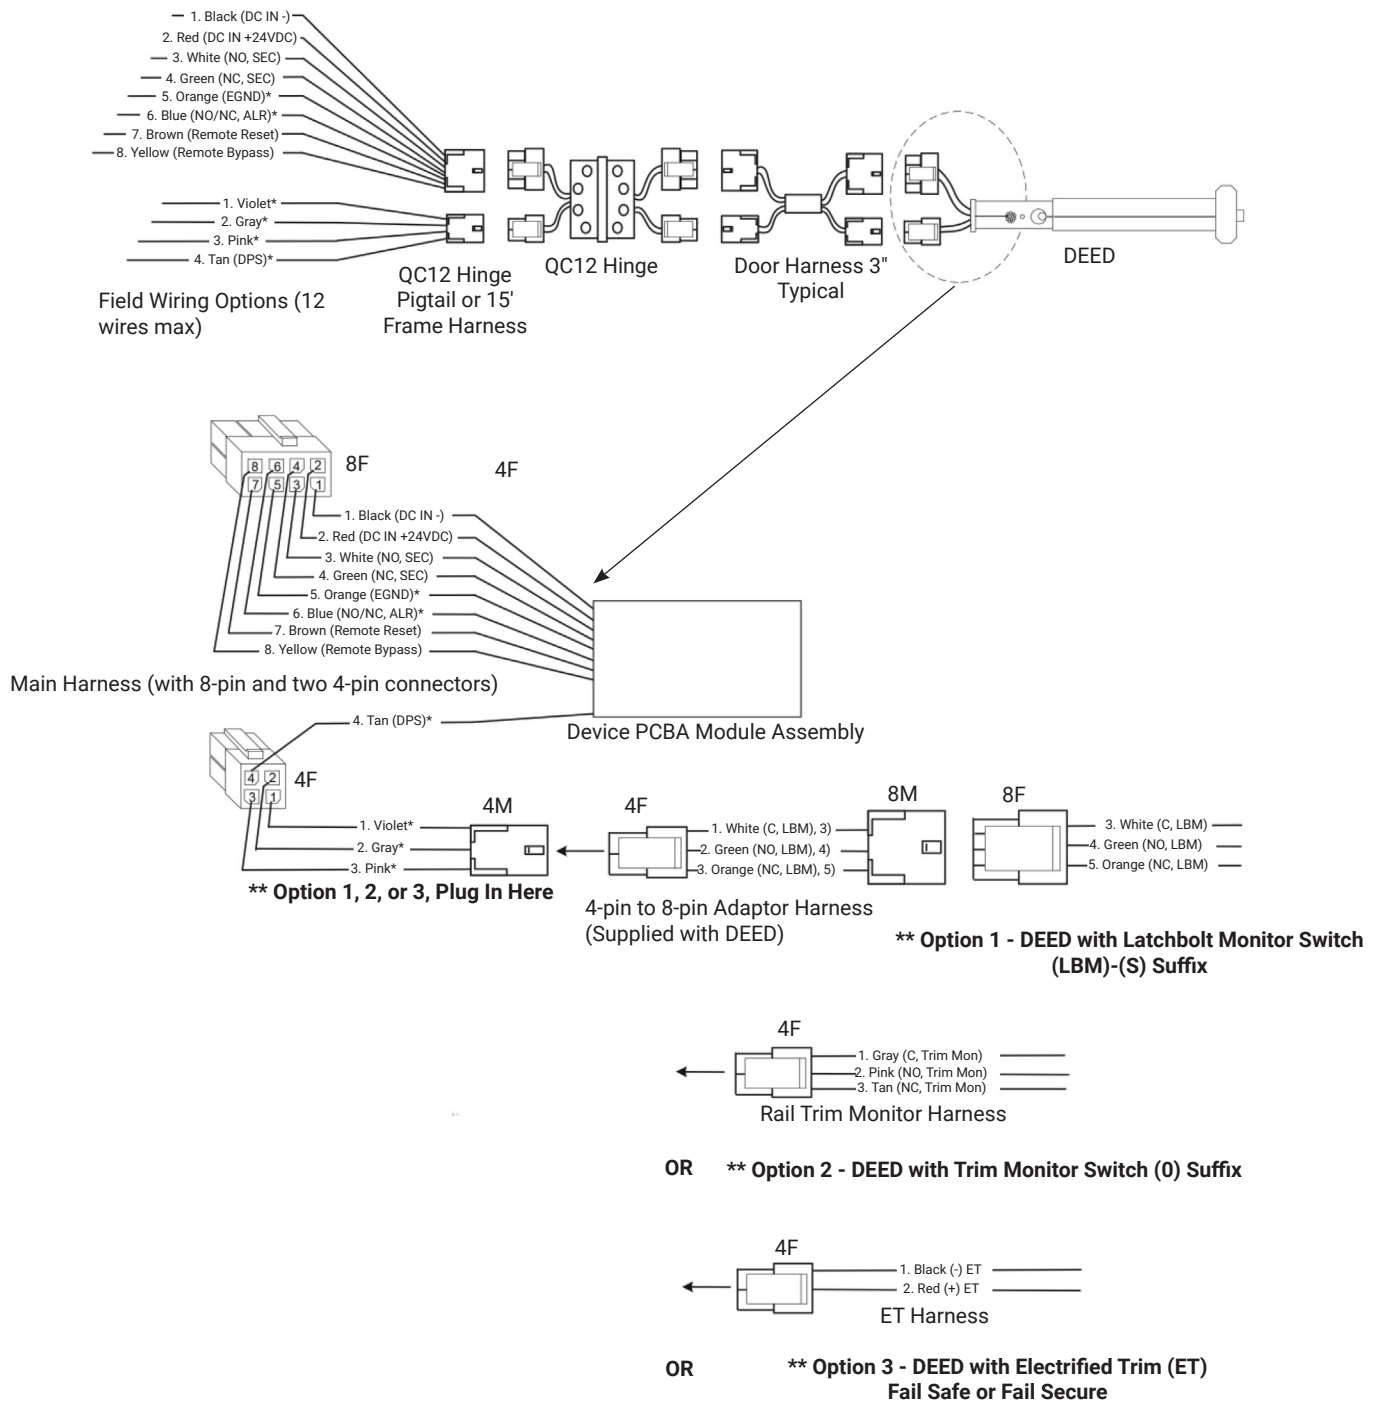 1. Black (DC IN -)
2. Red (DC IN +24VDC)
3. White (NO, SEC)
4. Green (NC, SEC)
5. Orange (EGND)*
6. Blue (NO/NC, ALR)*
7. Brown (Remote Reset)
8. Yellow (Remote Bypass)
1. Violet*
2. Gray*
3. Pink*
4. Tan (DPS)*
Field Wiring Options (12
wires max)
QC12 Hinge
Pigtail or 15'
Frame Harness
QC12 Hinge
Door Harness 3"
Typical
DEED
8 6 4 2
7 5 3 1
8F
4F
1. Black (DC IN -)
2. Red (DC IN +24VDC)
3. White (NO, SEC)
4. Green (NC, SEC)
5. Orange (EGND)*
6. Blue (NO/NC, ALR)*
7. Brown (Remote Reset)
8. Yellow (Remote Bypass)
Main Harness (with 8-pin and two 4-pin connectors)
4. Tan (DPS)*
Device PCBA Module Assembly
4 2
3 1
4F
1. Violet*
2. Gray*
3. Pink*
4M
** Option 1, 2, or 3, Plug In Here
4F
1. White (C, LBM), 3)
2. Green (NO, LBM), 4)
3. Orange (NC, LBM), 5)
8M
4-pin to 8-pin Adaptor Harness
(Supplied with DEED)
8F
3. White (C, LBM)
4. Green (NO, LBM)
5. Orange (NC, LBM)
** Option 1 - DEED with Latchbolt Monitor Switch
(LBM)-(S) Suffix
4F
1. Gray (C, Trim Mon)
2. Pink (NO, Trim Mon)
3. Tan (NC, Trim Mon)
Rail Trim Monitor Harness
OR ** Option 2 - DEED with Trim Monitor Switch (0) Suffix
4F
1. Black (-) ET
2. Red (+) ET
ET Harness
OR ** Option 3 - DEED with Electrified Trim (ET)
Fail Safe or Fail Secure